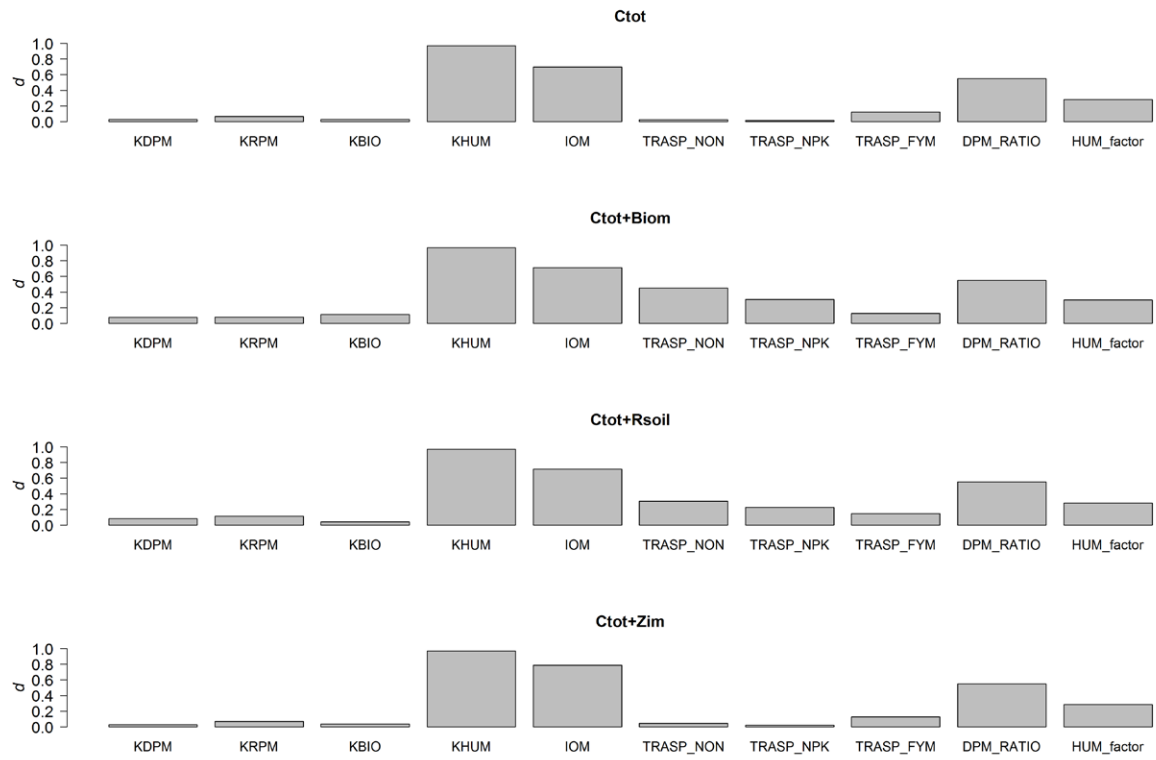 Ctot
d
1.0
0.8
0.6
0.4
0.2
0.0
KDPM KRPM KBIO KHUM IOM TRASP_NON TRASP_NPK TRASP_FYM DPM_RATIO HUM_factor
Ctot+Biom
d
1.0
0.8
0.6
0.4
0.2
0.0
KDPM KRPM KBIO KHUM IOM TRASP_NON TRASP_NPK TRASP_FYM DPM_RATIO HUM_factor
Ctot+Rsoil
d
1.0
0.8
0.6
0.4
0.2
0.0
KDPM KRPM KBIO KHUM IOM TRASP_NON TRASP_NPK TRASP_FYM DPM_RATIO HUM_factor
Ctot+Zim
d
1.0
0.8
0.6
0.4
0.2
0.0
KDPM KRPM KBIO KHUM IOM TRASP_NON TRASP_NPK TRASP_FYM DPM_RATIO HUM_factor